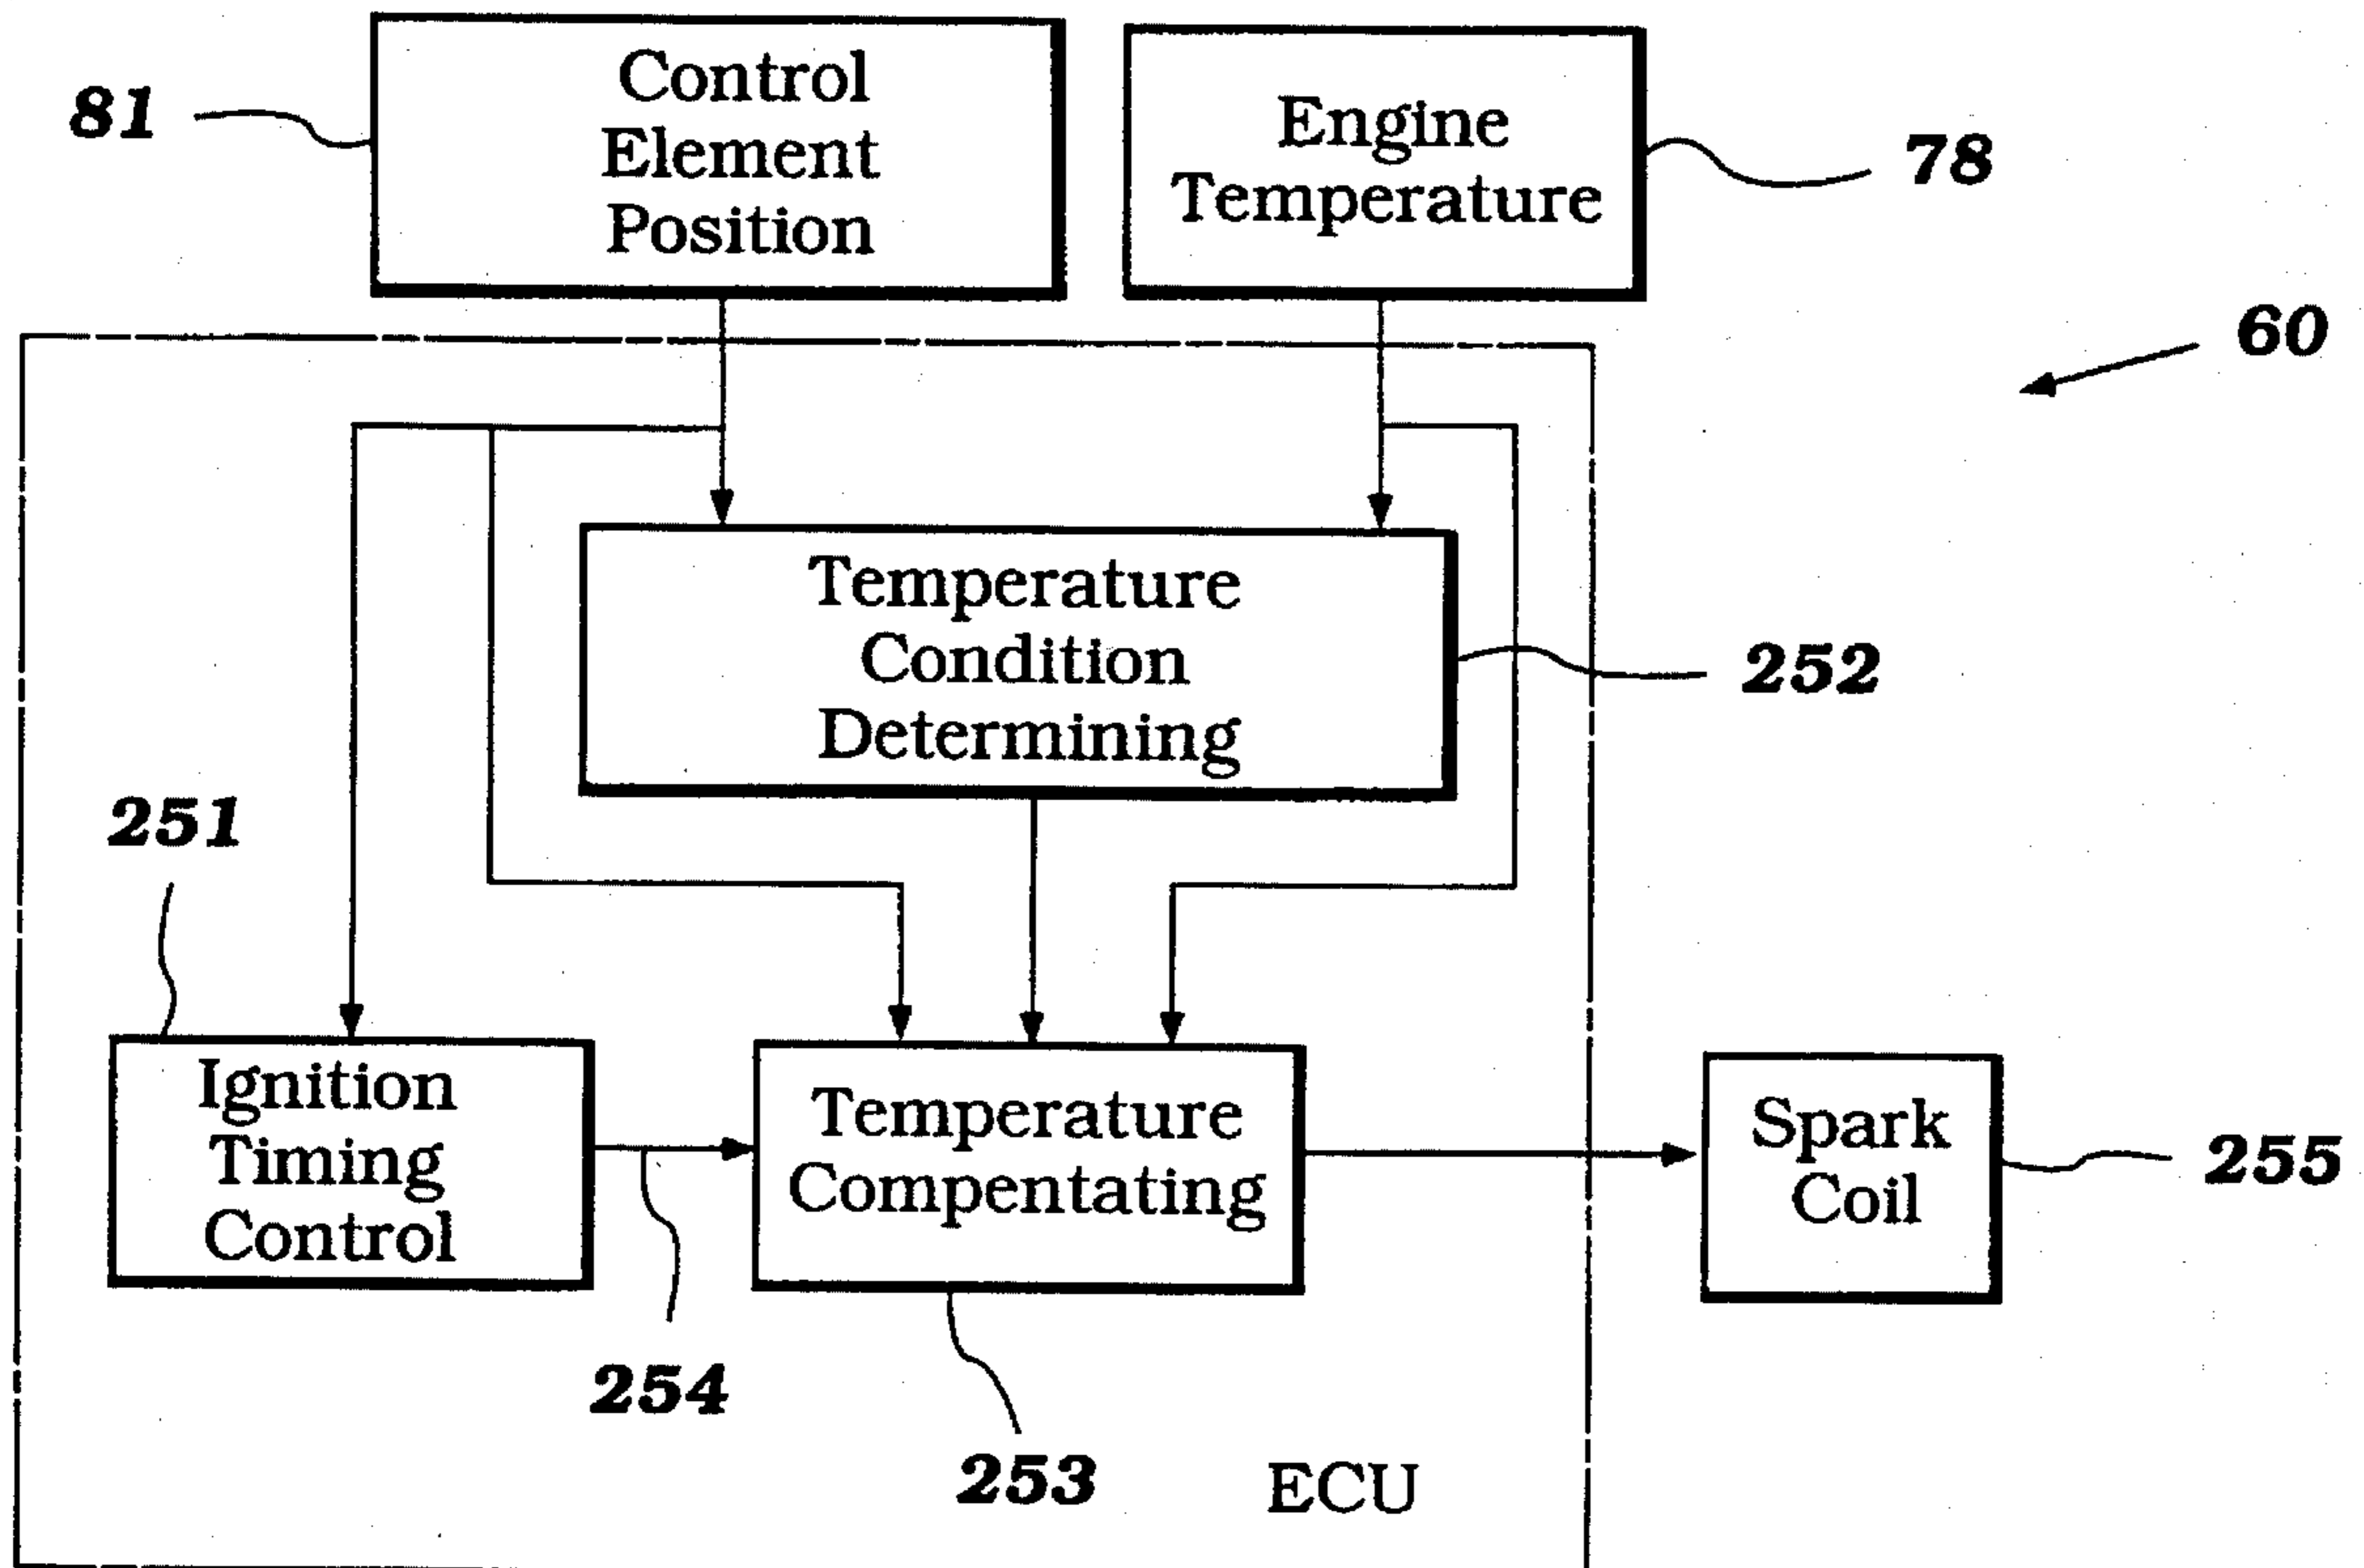 Control
Element
Position
81
Engine
Temperature
78
60
Temperature
Condition
Determining
252
251
Ignition
Timing
Control
Temperature
Compentating
Spark
Coil
255
254
253
ECU